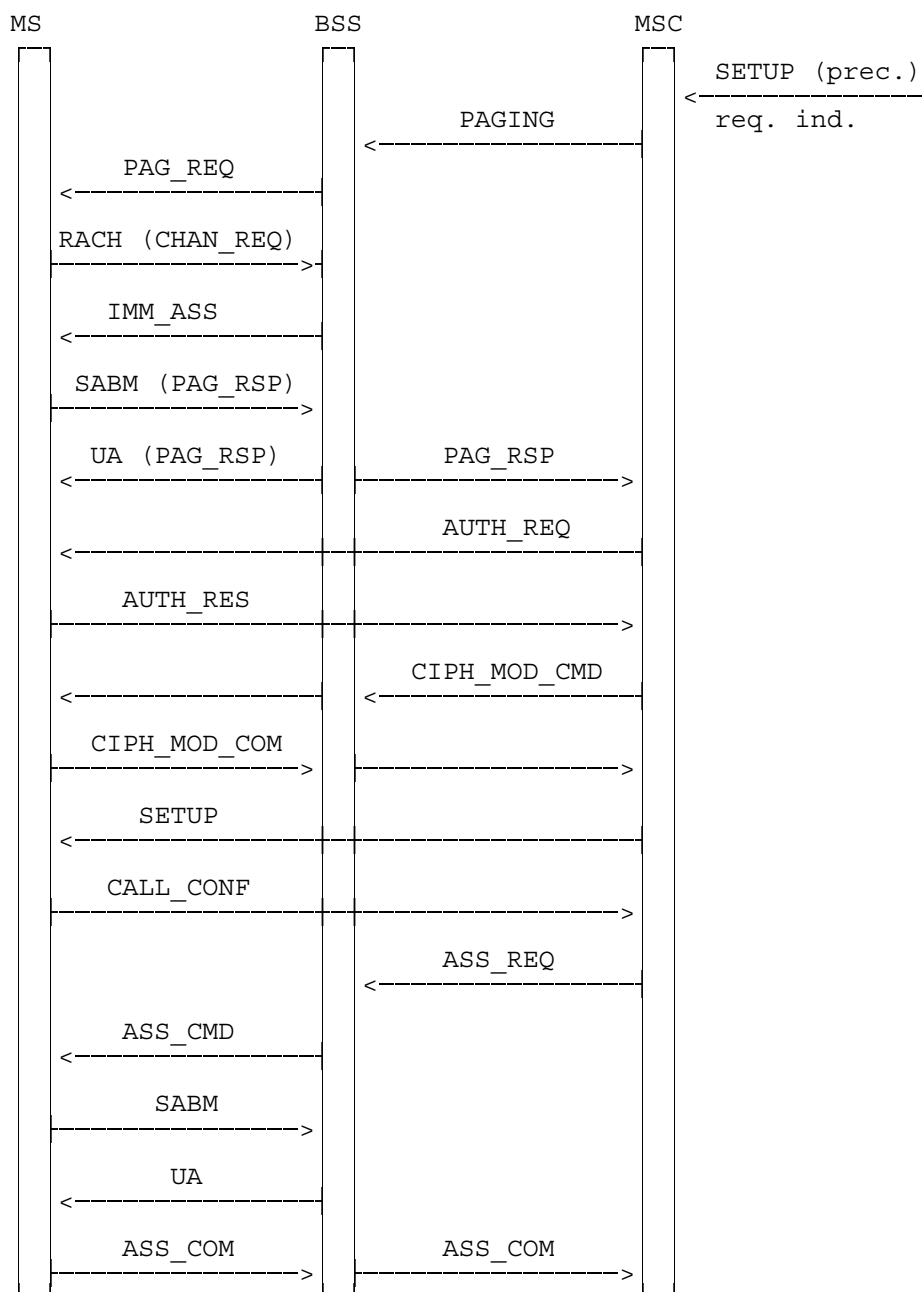 MS BSS MSC
SETUP (prec.)
PAGING req. ind.
PAG_REQ
RACH (CHAN_REQ)
IMM_ASS
SABM (PAG_RSP)
UA (PAG_RSP) PAG_RSP
AUTH_REQ
AUTH_RES
CIPH_MOD_CMD
CIPH_MOD_COM
SETUP
CALL_CONF
ASS_REQ
ASS_CMD
SABM
UA
ASS_COM ASS_COM